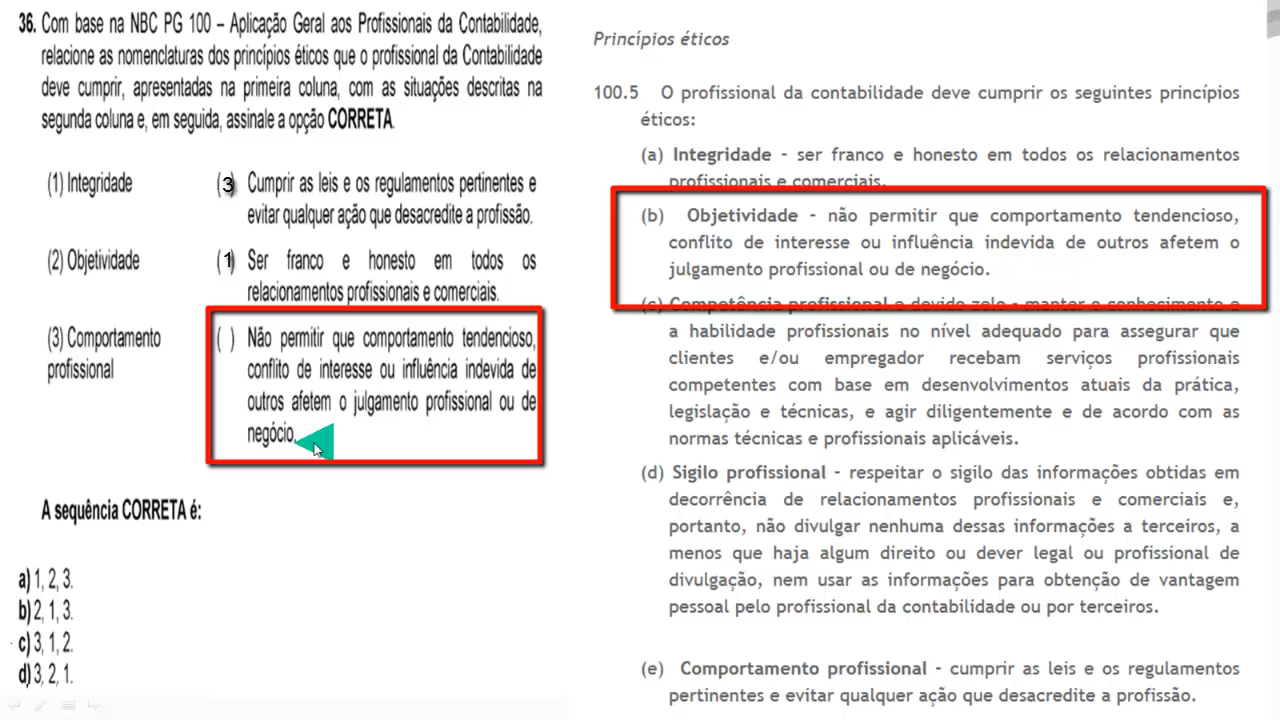 36. Com base na NBC PG 100 – Aplicação Geral aos Profissionais da Contabilidade,
relacione as nomenclaturas dos princípios éticos que o profissional da Contabilidade
deve cumprir, apresentadas na primeira coluna, com as situações descritas na
segunda coluna e, em seguida, assinale a opção CORRETA.
(1) Integridade
(3) Cumprir as leis e os regulamentos pertinentes e
evitar qualquer ação que desacredite a profissão.
(2) Objetividade
(1) Ser franco e honesto em todos os
relacionamentos profissionais e comerciais.
(3) Comportamento
profissional
( ) Não permitir que comportamento tendencioso,
conflito de interesse ou influência indevida de
outros afetem o julgamento profissional ou de
negócio.
A sequência CORRETA é:
a) 1, 2, 3.
b) 2, 1, 3.
c) 3, 1, 2.
d) 3, 2, 1.
Princípios éticos
100.5 O profissional da contabilidade deve cumprir os seguintes princípios
éticos:
(a) Integridade - ser franco e honesto em todos os relacionamentos
profissionais e comerciais.
(b) Objetividade - não permitir que comportamento tendencioso,
conflito de interesse ou influência indevida de outros afetem o
julgamento profissional ou de negócio.
(c) Competência profissional e devido zelo - manter o conhecimento e
a habilidade profissionais no nível adequado para assegurar que
clientes e/ou empregador recebam serviços profissionais
competentes com base em desenvolvimentos atuais da prática,
legislação e técnicas, e agir diligentemente e de acordo com as
normas técnicas e profissionais aplicáveis.
(d) Sigilo profissional - respeitar o sigilo das informações obtidas em
decorrência de relacionamentos profissionais e comerciais e,
portanto, não divulgar nenhuma dessas informações a terceiros, a
menos que haja algum direito ou dever legal ou profissional de
divulgação, nem usar as informações para obtenção de vantagem
pessoal pelo profissional da contabilidade ou por terceiros.
(e) Comportamento profissional - cumprir as leis e os regulamentos
pertinentes e evitar qualquer ação que desacredite a profissão.